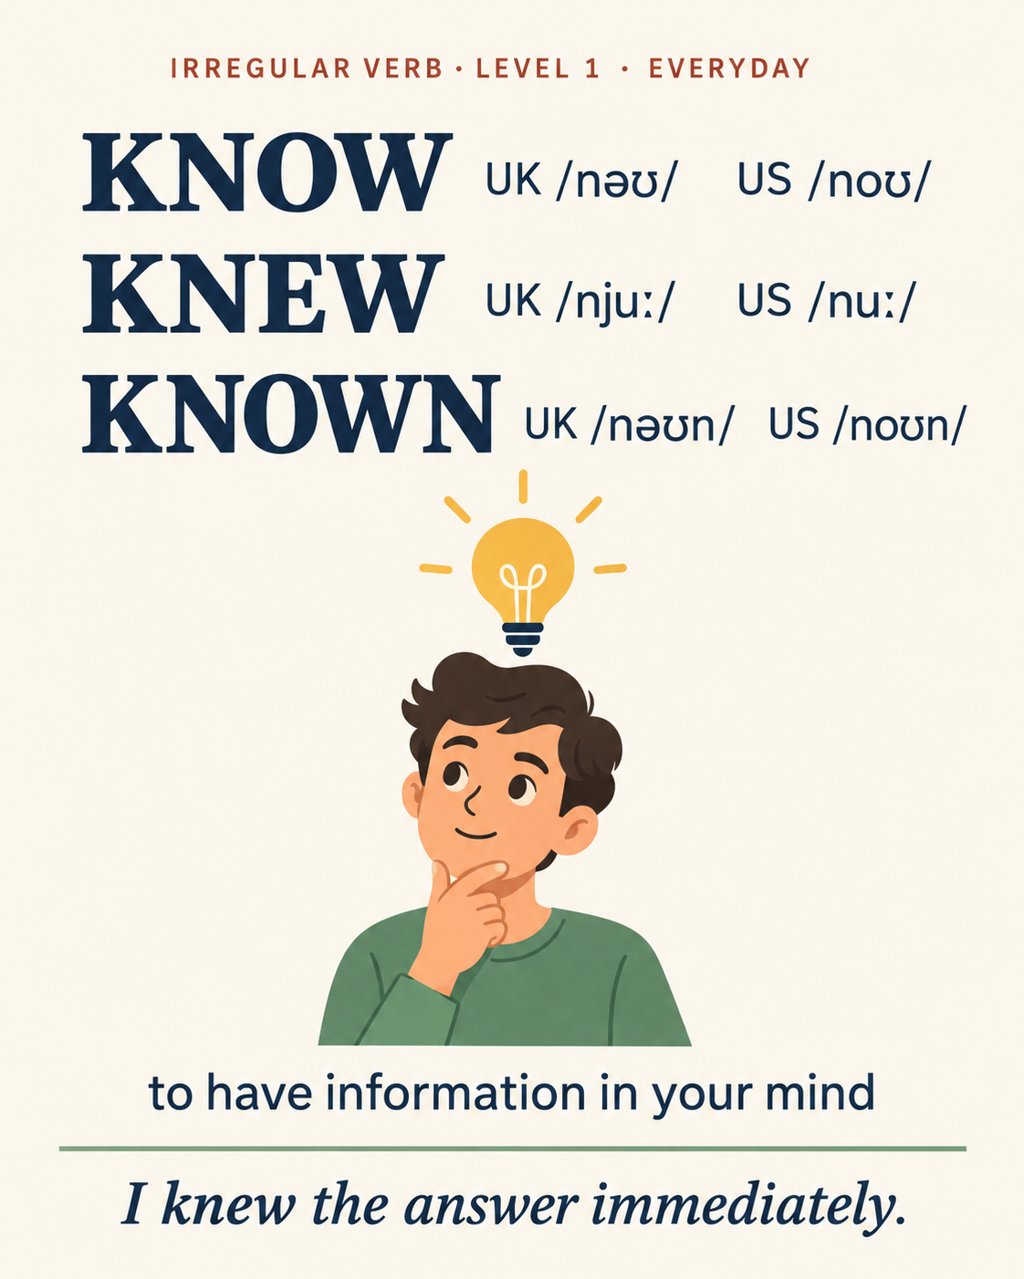 IRREGULAR VERB · LEVEL 1 · EVERYDAY
KNOW UK /nəʊ/ US /noʊ/
KNEW UK /njuː/ US /nuː/
KNOWN UK /nəʊn/ US /noʊn/
to have information in your mind
I knew the answer immediately.